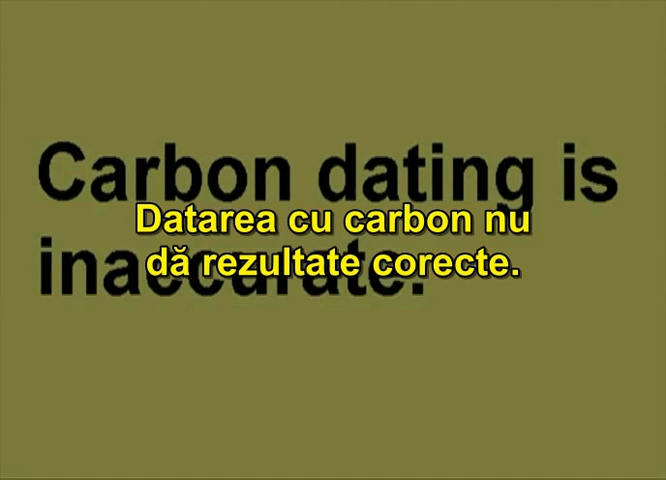 Carbon dating is
inaccurate.
Datarea cu carbon nu
dă rezultate corecte.